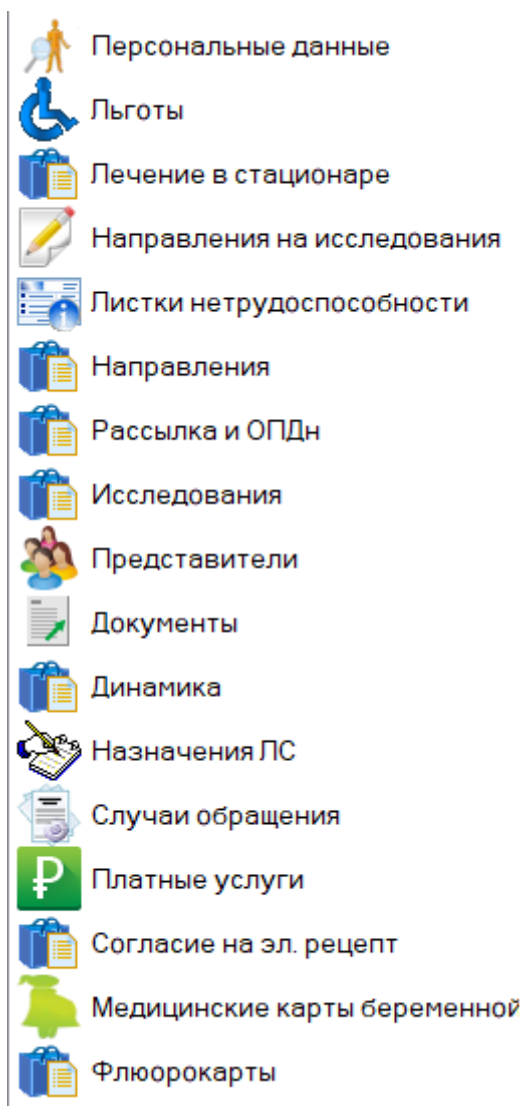 Персональные данные
Льготы
Лечение в стационаре
Направления на исследования
Листки нетрудоспособности
Направления
Рассылка и ОПДн
Исследования
Представители
Документы
Динамика
Назначения ЛС
Случаи обращения
Платные услуги
Согласие на эл. рецепт
Медицинские карты беременной
Флюорокарты